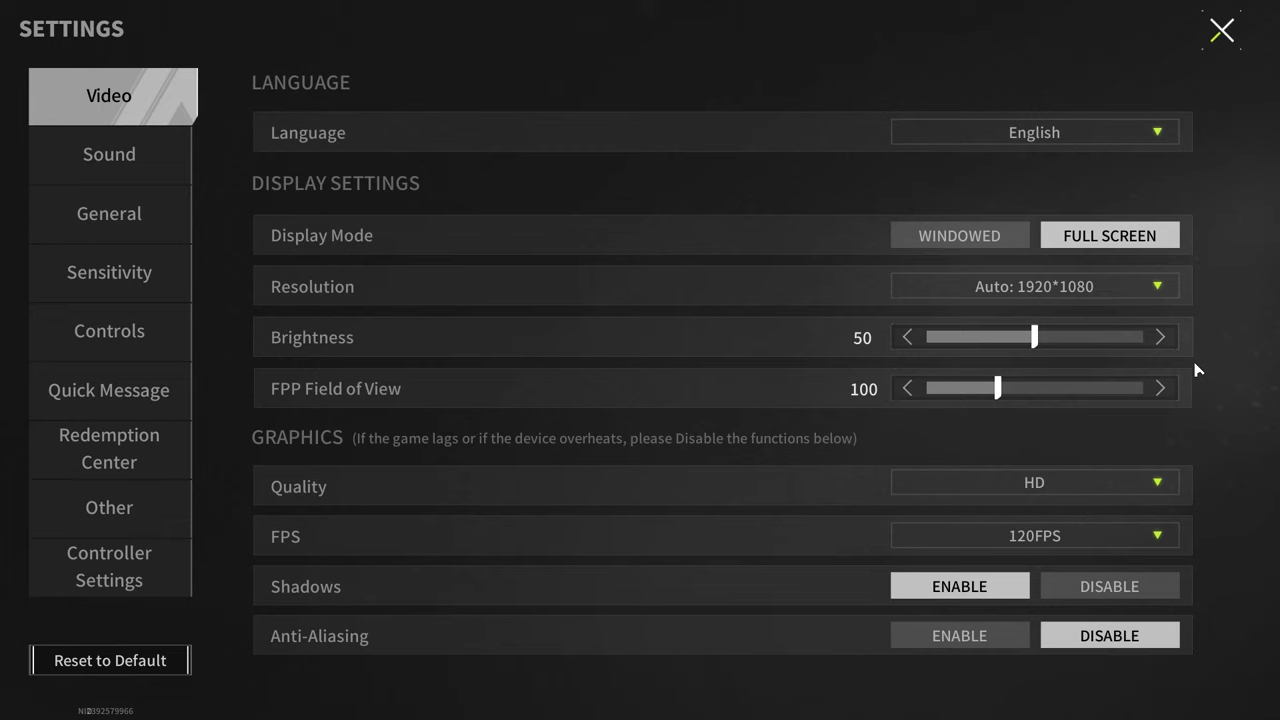 SETTINGS
Video
Sound
General
Sensitivity
Controls
Quick Message
Redemption
Center
Other
Controller
Settings
Reset to Default
LANGUAGE
Language English
DISPLAY SETTINGS
Display Mode WINDOWED FULL SCREEN
Resolution Auto: 1920*1080
Brightness 50
FPP Field of View 100
GRAPHICS (If the game lags or if the device overheats, please Disable the functions below)
Quality HD
FPS 120FPS
Shadows ENABLE DISABLE
Anti-Aliasing ENABLE DISABLE